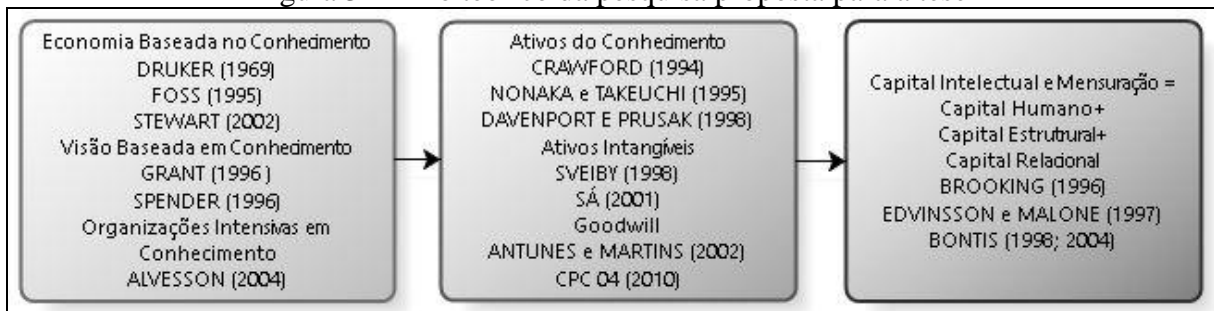 Economia Baseada no Conhecimento
DRUKER (1969)
FOSS (1995)
STEWART (2002)
Visão Baseada em Conhecimento
GRANT (1996 )
SPENDER (1996)
Organizações Intensivas em
Conhecimento
ALVESSON (2004)
Ativos do Conhecimento
CRAWFORD (1994)
NONAKA e TAKEUCHI (1995)
DAVENPORT E PRUSAK (1998)
Ativos Intangíveis
SVEIBY (1998)
SÁ (2001)
Goodwill
ANTUNES e MARTINS (2002)
CPC 04 (2010)
Capital Intelectual e Mensuração =
Capital Humano+
Capital Estrutrural+
Capital Relacional
BROOKING (1996)
EDVINSSON e MALONE (1997)
BONTIS (1998; 2004)